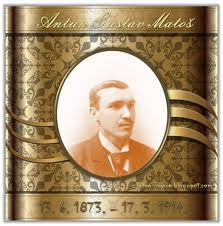 Antun Gustav Matoš
13. 6. 1873. – 17. 3. 1914